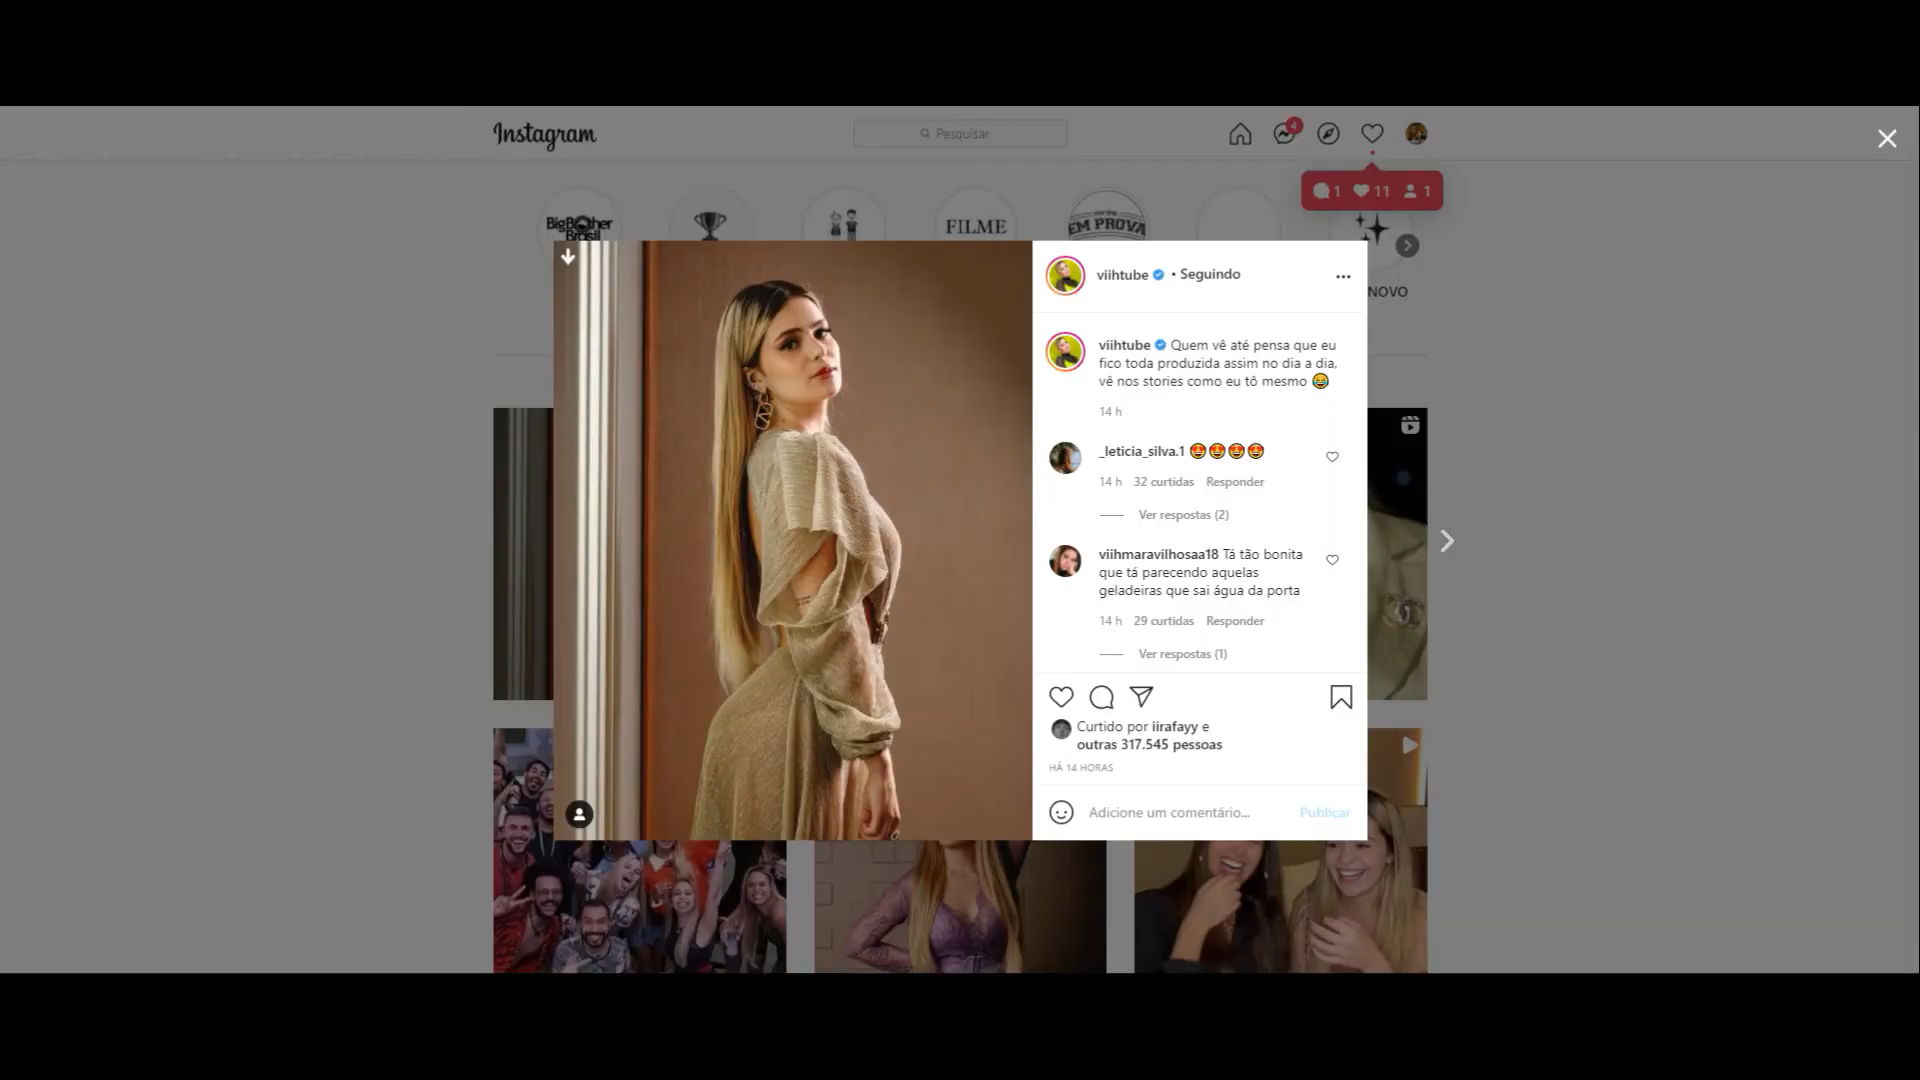 Instagram
Pesquisar
4
1 11 1
BigBrother
Brasil
FILME
EM PROVA
NOVO
viihtube • Seguindo
viihtube Quem vê até pensa que eu
fico toda produzida assim no dia a dia,
vê nos stories como eu tô mesmo 😂
14 h
_leticia_silva.1 😍😍😍😍
14 h 32 curtidas Responder
Ver respostas (2)
viihmaravilhosaa18 Tá tão bonita
que tá parecendo aquelas
geladeiras que sai água da porta
14 h 29 curtidas Responder
Ver respostas (1)
Curtido por iirafayy e
outras 317.545 pessoas
HÁ 14 HORAS
Adicione um comentário... Publicar